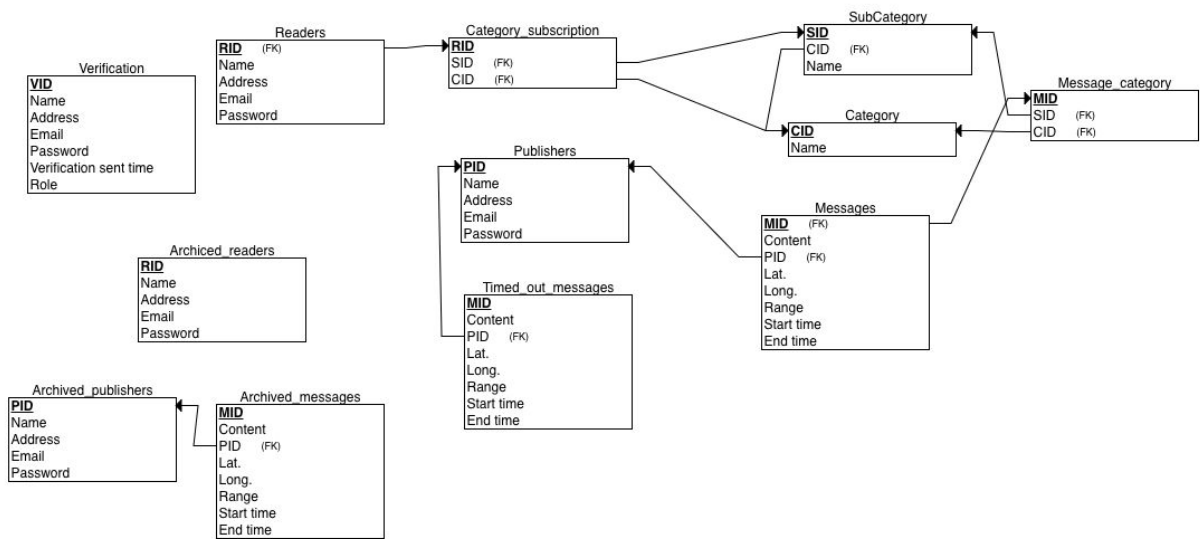 Readers
RID (FK)
Name
Address
Email
Password
Category_subscription
RID
SID (FK)
CID (FK)
SubCategory
SID
CID (FK)
Name
Verification
VID
Name
Address
Email
Password
Verification sent time
Role
Message_category
MID
SID (FK)
CID (FK)
Category
CID
Name
Publishers
PID
Name
Address
Email
Password
Messages
MID (FK)
Content
PID (FK)
Lat.
Long.
Range
Start time
End time
Archiced_readers
RID
Name
Address
Email
Password
Timed_out_messages
MID
Content
PID (FK)
Lat.
Long.
Range
Start time
End time
Archived_publishers
PID
Name
Address
Email
Password
Archived_messages
MID
Content
PID (FK)
Lat.
Long.
Range
Start time
End time